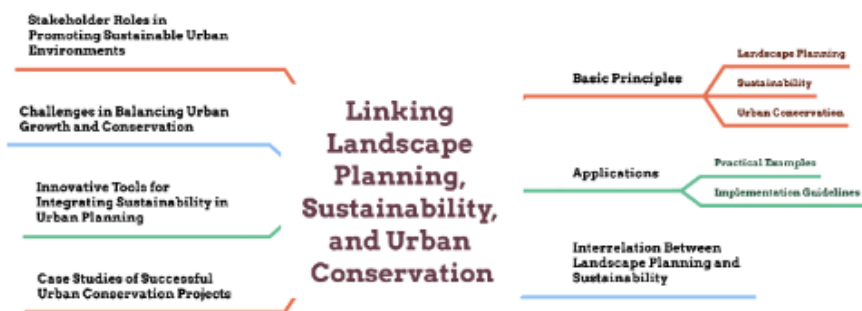 Stakeholder Roles in
Promoting Sustainable Urban
Environments
Challenges in Balancing Urban
Growth and Conservation
Innovative Tools for
Integrating Sustainability in
Urban Planning
Case Studies of Successful
Urban Conservation Projects
Linking
Landscape
Planning,
Sustainability,
and Urban
Conservation
Basic Principles
Landscape Planning
Sustainability
Urban Conservation
Applications
Practical Examples
Implementation Guidelines
Interrelation Between
Landscape Planning and
Sustainability